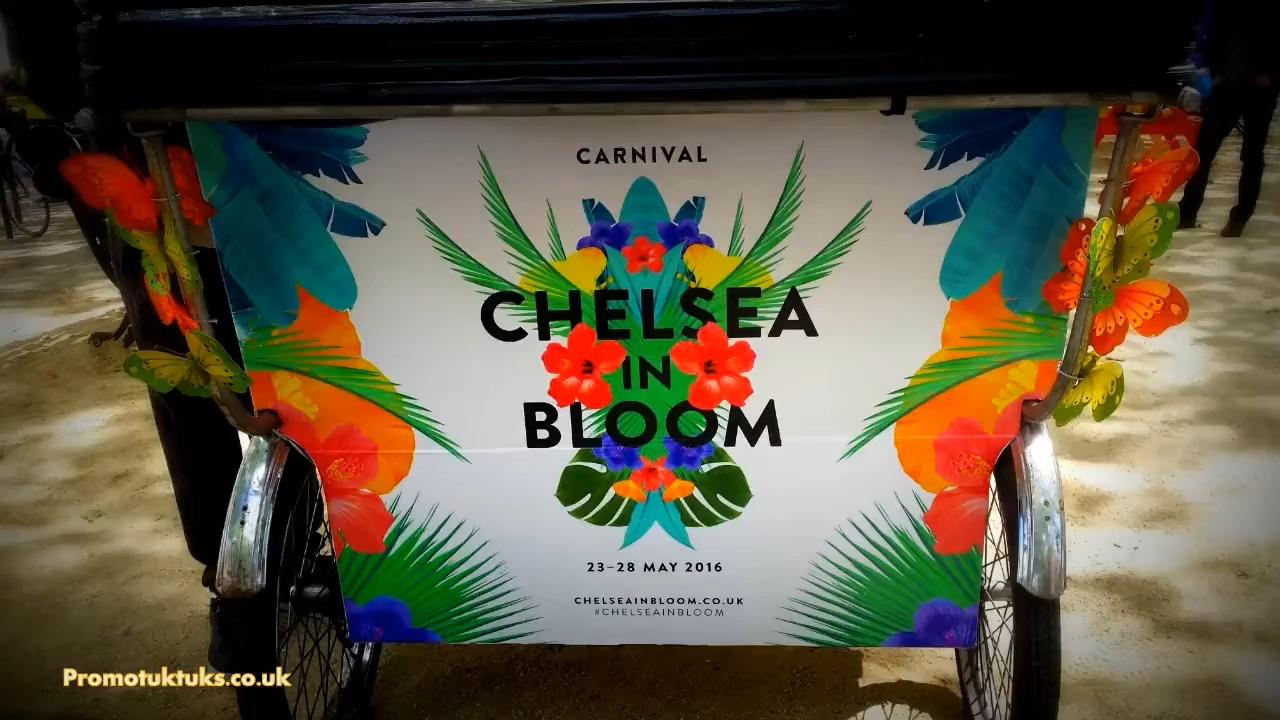 CARNIVAL
CHELSEA
IN
BLOOM
23–28 MAY 2016
CHELSEAINBLOOM.CO.UK
#CHELSEAINBLOOM
Promotuktuks.co.uk